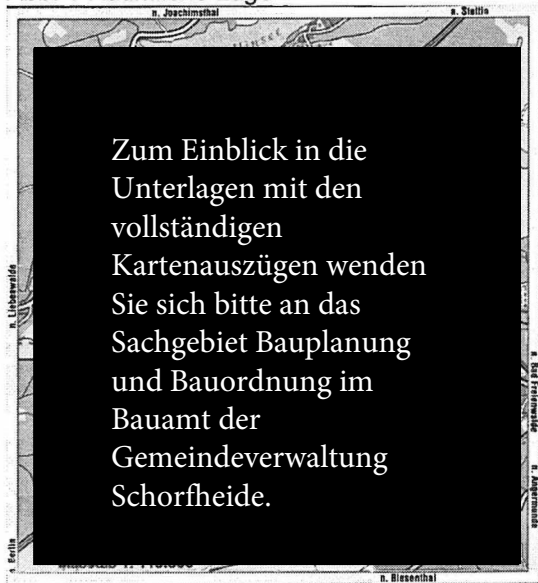 n. Joachimsthal
n. Stettin
Zum Einblick in die
Unterlagen mit den
vollständigen
Kartenauszügen wenden
Sie sich bitte an das
Sachgebiet Bauplanung
und Bauordnung im
Bauamt der
Gemeindeverwaltung
Schorfheide.
n. Liebenwalde
n. Berlin
n. Bad Freienwalde
n. Angermünde
n. Biesenthal